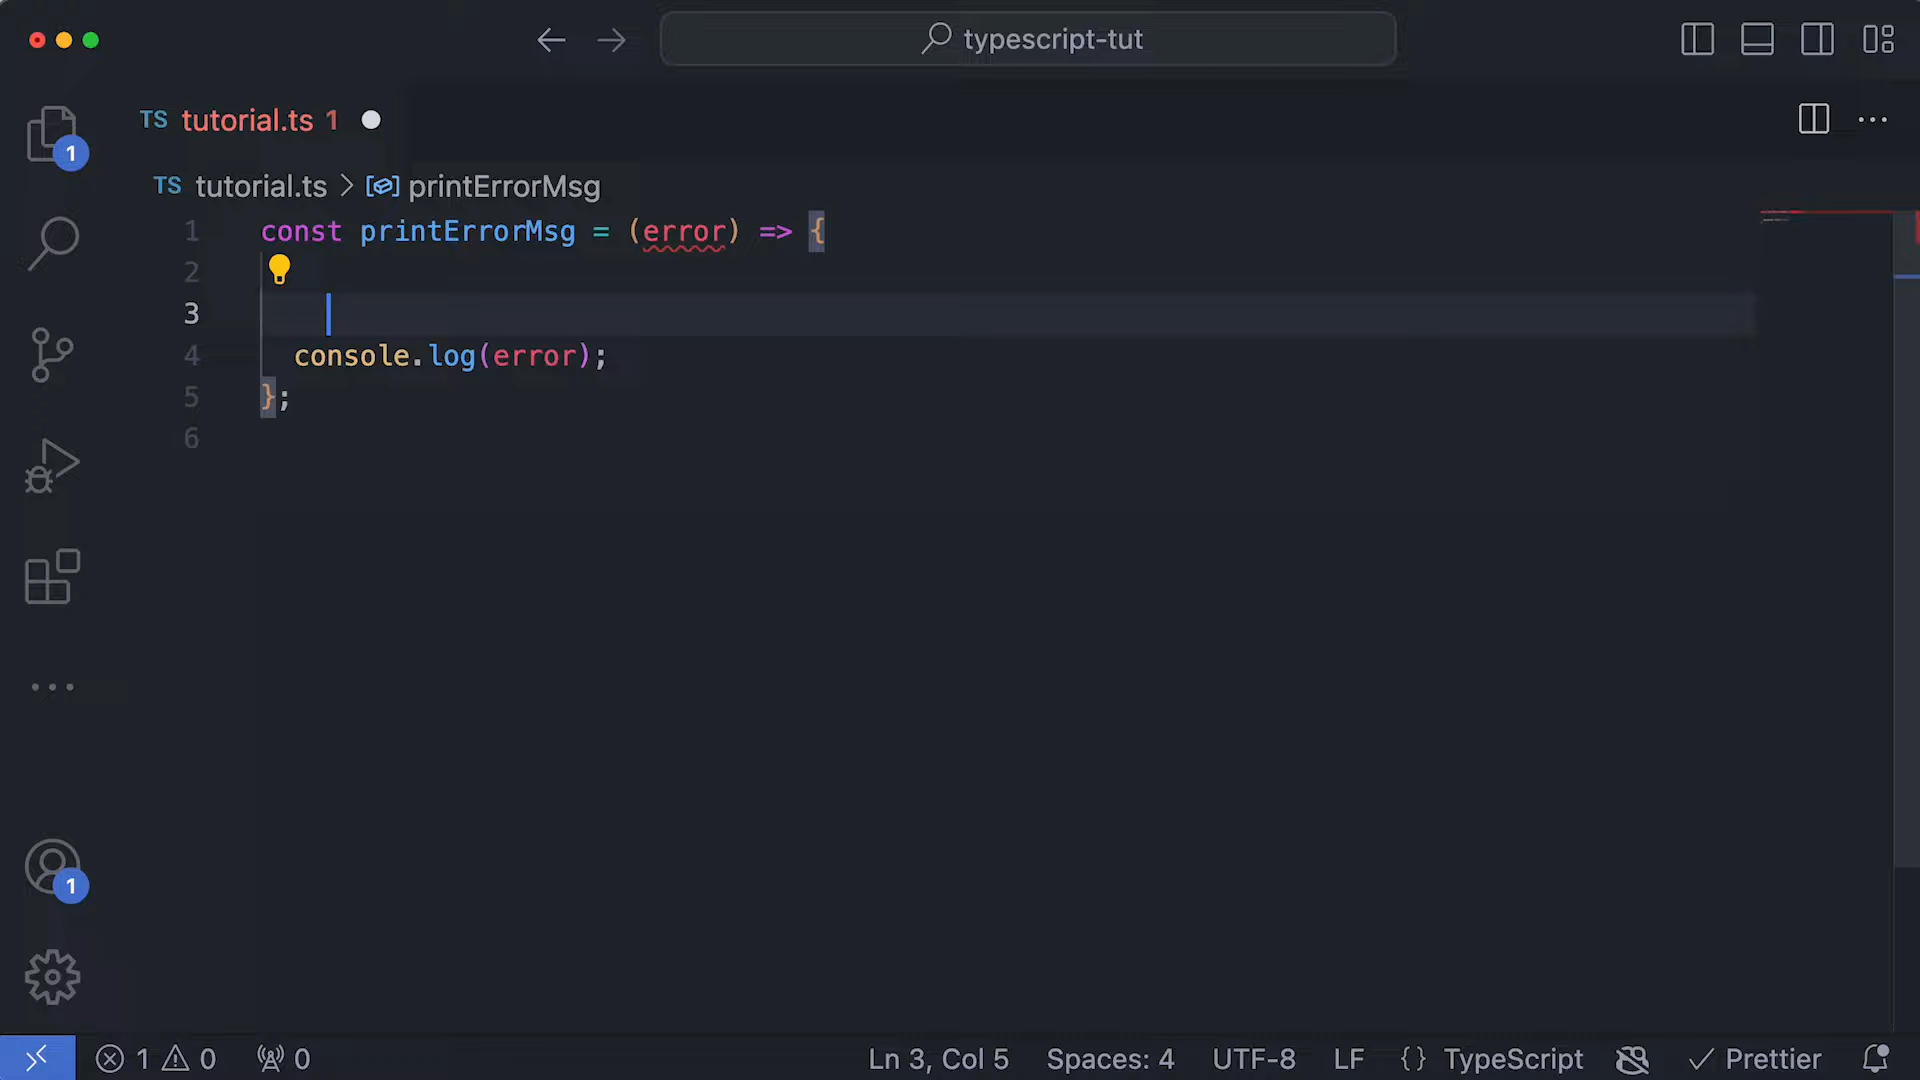 typescript-tut
TS tutorial.ts 1
1
TS tutorial.ts > printErrorMsg
1 const printErrorMsg = (error) => {
2
3
4 console.log(error);
5 };
6
1
1 0 0 Ln 3, Col 5 Spaces: 4 UTF-8 LF {} TypeScript Prettier